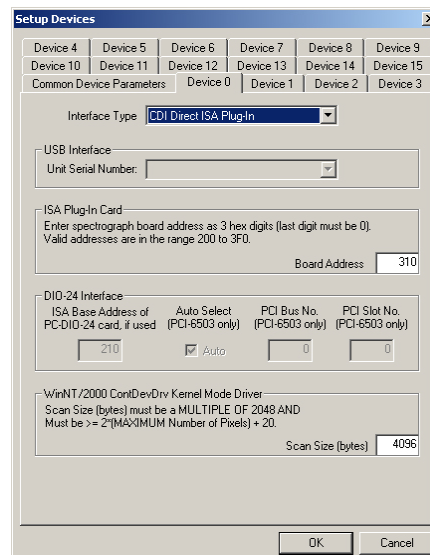 Setup Devices
Device 4 Device 5 Device 6 Device 7 Device 8 Device 9
Device 10 Device 11 Device 12 Device 13 Device 14 Device 15
Common Device Parameters Device 0 Device 1 Device 2 Device 3
Interface Type CDI Direct ISA Plug-In
USB Interface
Unit Serial Number:
ISA Plug-In Card
Enter spectrograph board address as 3 hex digits (last digit must be 0).
Valid addresses are in the range 200 to 3F0.
Board Address 310
DIO-24 Interface
ISA Base Address of Auto Select PCI Bus No. PCI Slot No.
PC-DIO-24 card, if used (PCI-6503 only) (PCI-6503 only) (PCI-6503 only)
210 Auto 0 0
WinNT/2000 ContDevDrv Kernel Mode Driver
Scan Size (bytes) must be a MULTIPLE OF 2048 AND
Must be >= 2*(MAXIMUM Number of Pixels) + 20.
Scan Size (bytes) 4096
OK Cancel